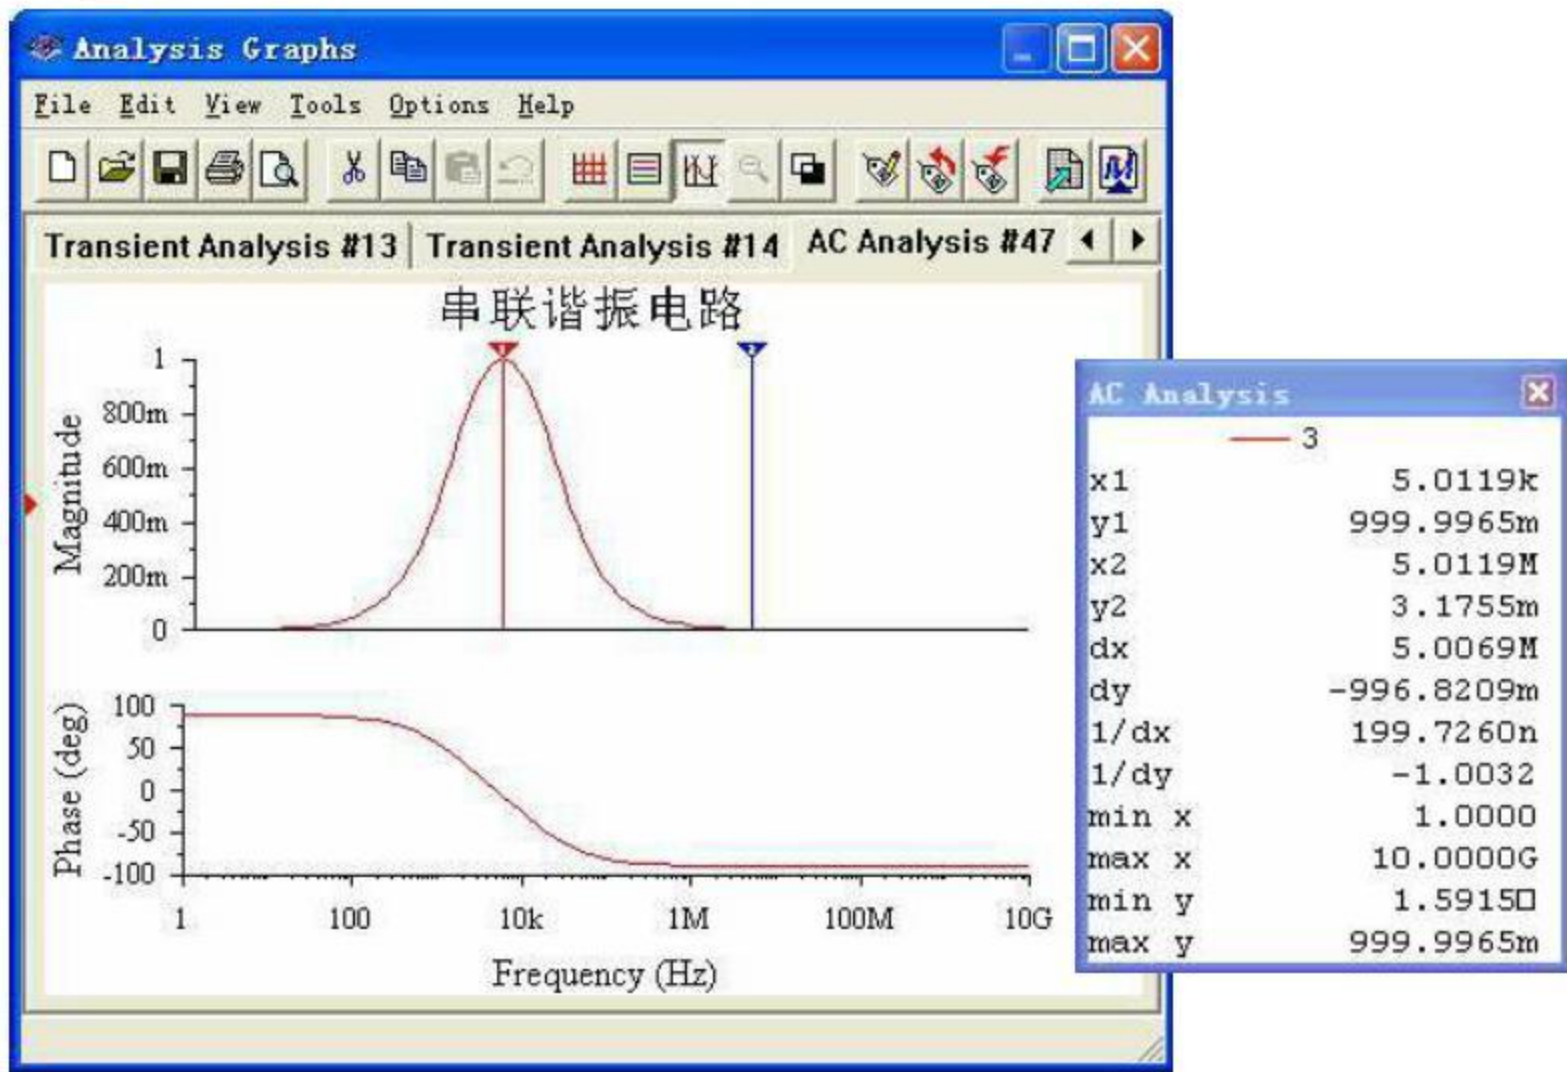 Analysis Graphs
File Edit View Tools Options Help
Transient Analysis #13 Transient Analysis #14 AC Analysis #47
串联谐振电路
1
800m
600m
400m
200m
0
Magnitude
100
50
0
-50
-100
Phase (deg)
1 100 10k 1M 100M 10G
Frequency (Hz)
AC Analysis
3
x1 5.0119k
y1 999.9965m
x2 5.0119M
y2 3.1755m
dx 5.0069M
dy -996.8209m
1/dx 199.7260n
1/dy -1.0032
min x 1.0000
max x 10.0000G
min y 1.5915□
max y 999.9965m